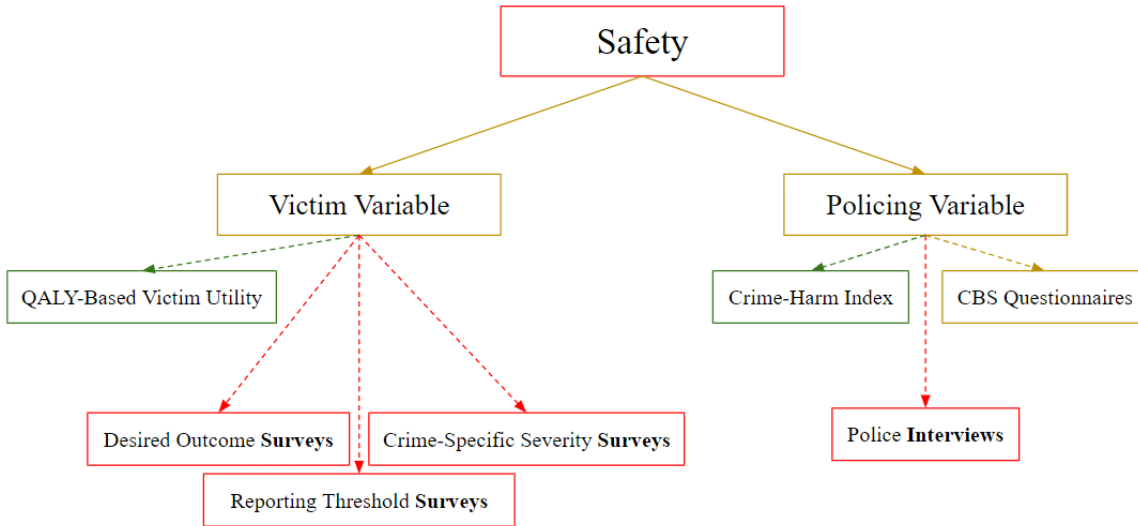 Safety
Victim Variable
Policing Variable
QALY-Based Victim Utility
Crime-Harm Index
CBS Questionnaires
Desired Outcome Surveys
Crime-Specific Severity Surveys
Police Interviews
Reporting Threshold Surveys